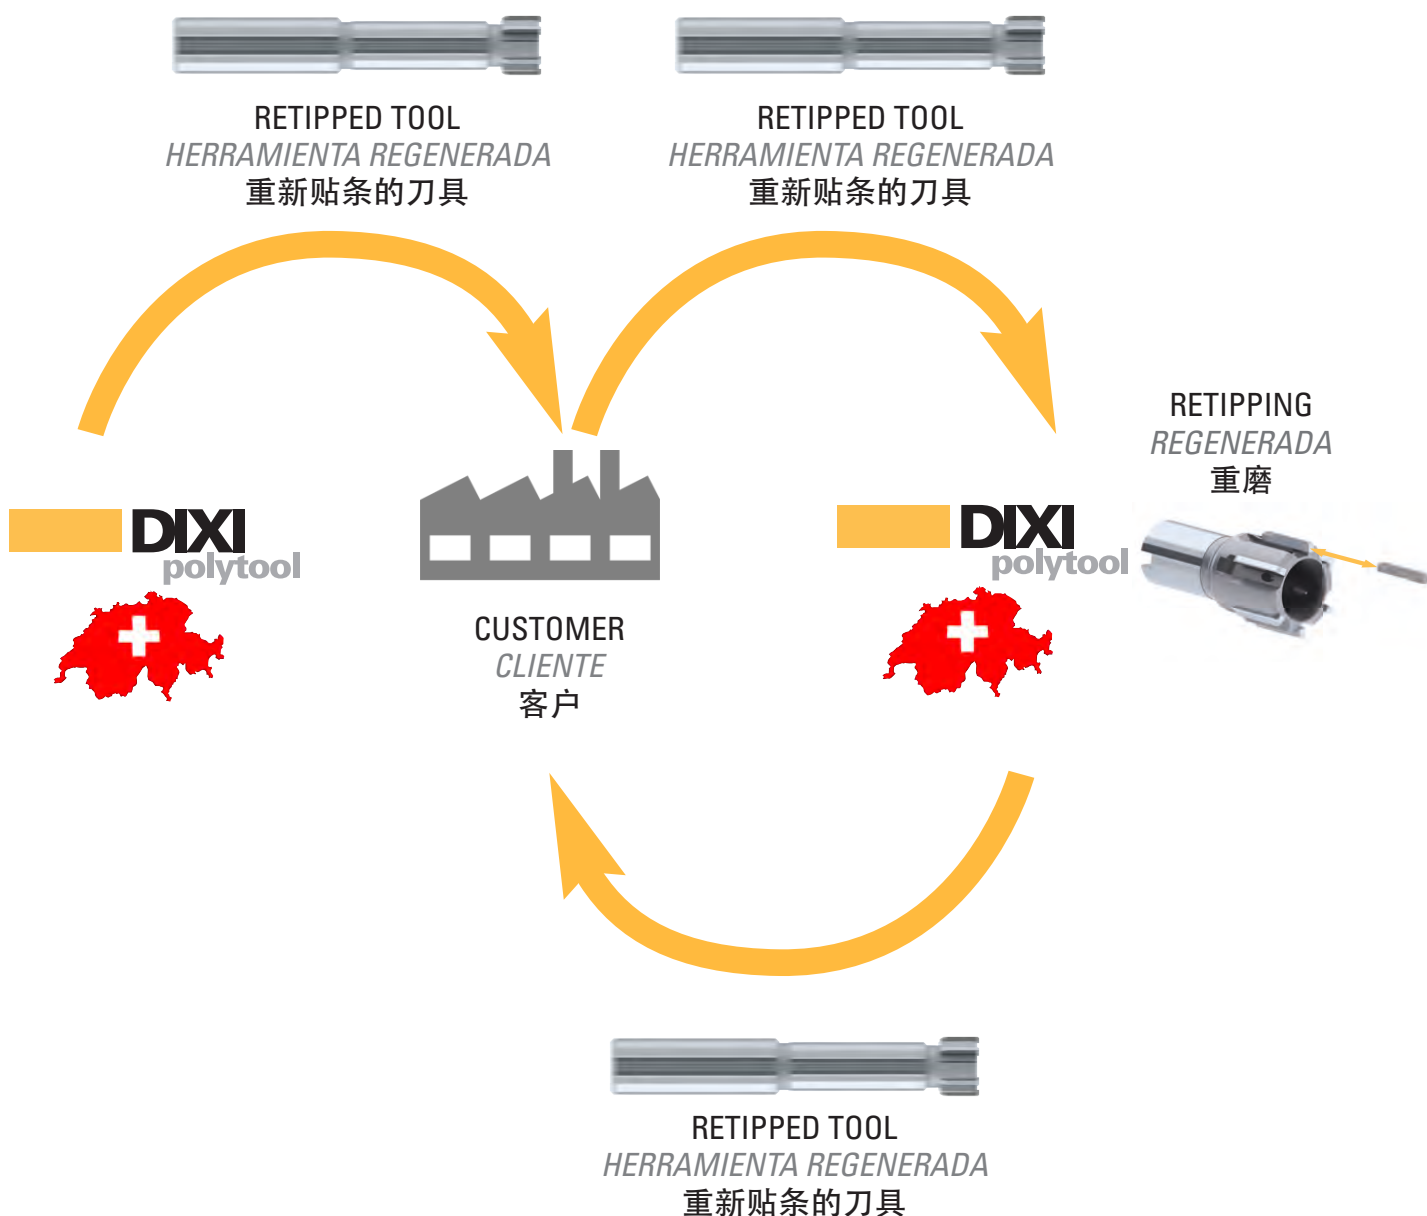 RETIPPED TOOL
HERRAMIENTA REGENERADA
重新贴条的刀具
RETIPPED TOOL
HERRAMIENTA REGENERADA
重新贴条的刀具
RETIPPING
REGENERADA
重磨
DIXI
polytool
CUSTOMER
CLIENTE
客户
DIXI
polytool
RETIPPED TOOL
HERRAMIENTA REGENERADA
重新贴条的刀具